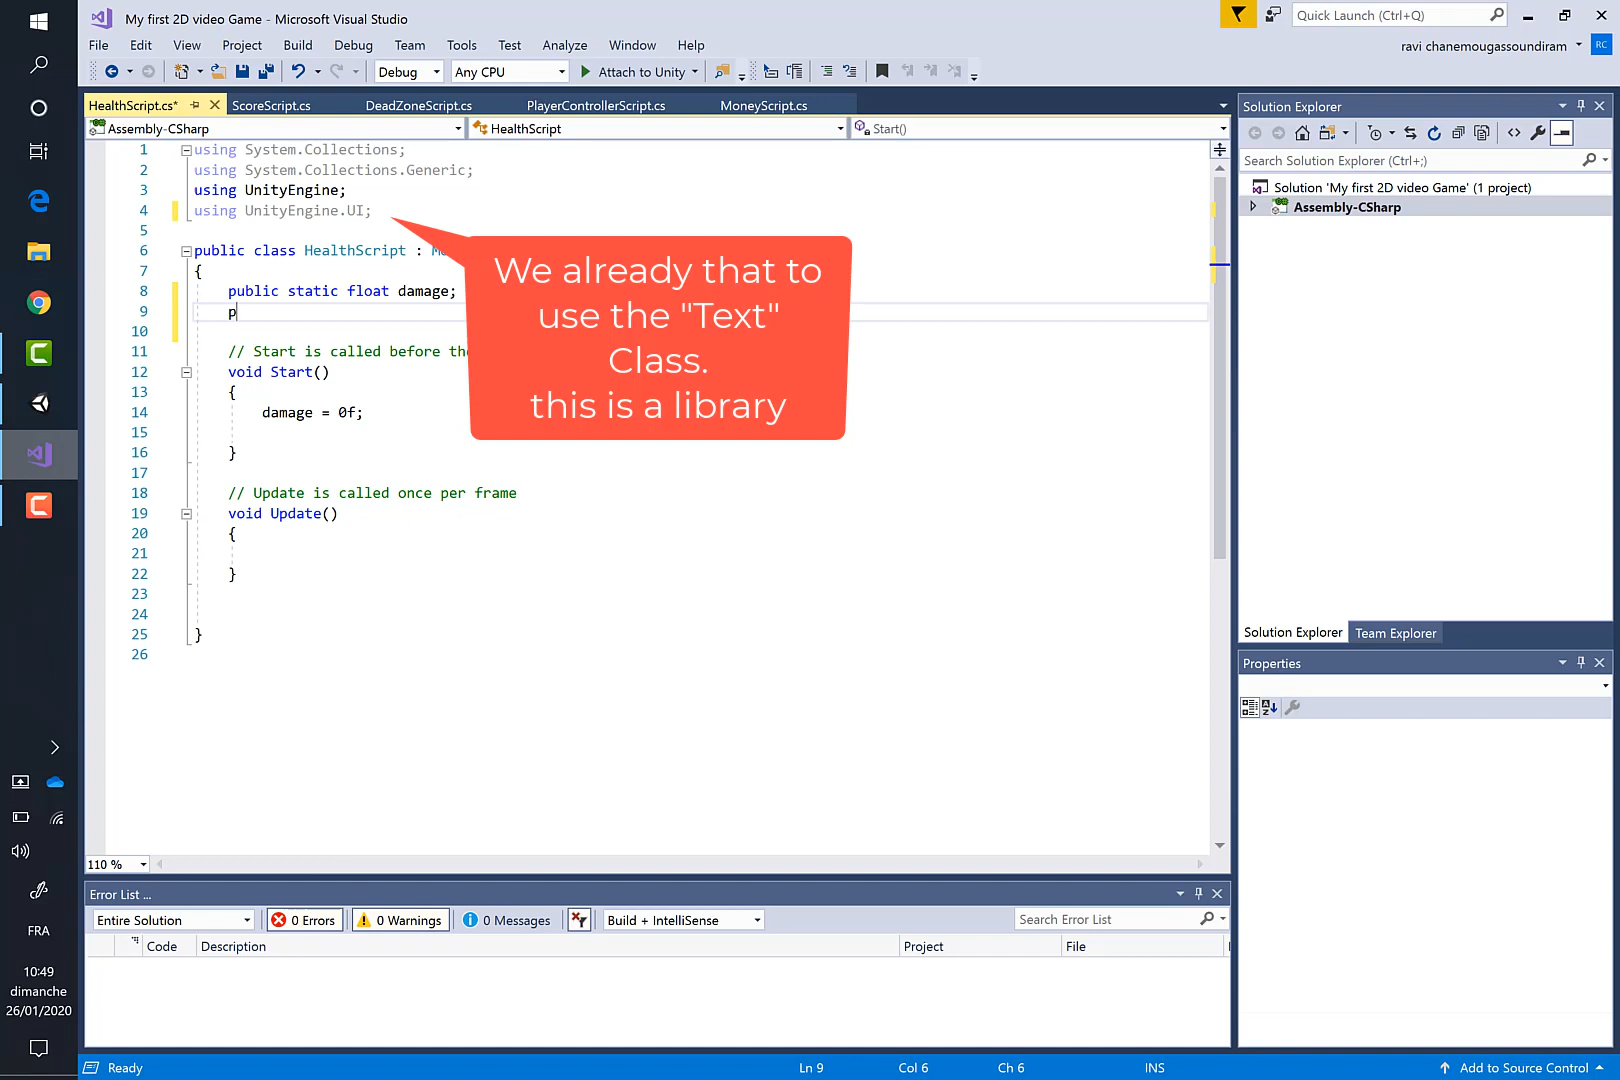 My first 2D video Game - Microsoft Visual Studio
Quick Launch (Ctrl+Q)
File Edit View Project Build Debug Team Tools Test Analyze Window Help
ravi chanemougassoundiram
RC
Debug Any CPU Attach to Unity
HealthScript.cs* ScoreScript.cs DeadZoneScript.cs PlayerControllerScript.cs MoneyScript.cs
Assembly-CSharp HealthScript Start()
1 using System.Collections;
2 using System.Collections.Generic;
3 using UnityEngine;
4 using UnityEngine.UI;
5
6 public class HealthScript :
7 {
8 public static float damage;
9 p
10
11 // Start is called before the
12 void Start()
13 {
14 damage = 0f;
15
16 }
17
18 // Update is called once per frame
19 void Update()
20 {
21
22 }
23
24
25 }
26
We already that to
use the "Text"
Class.
this is a library
110 %
Solution Explorer
Search Solution Explorer (Ctrl+;)
Solution 'My first 2D video Game' (1 project)
Assembly-CSharp
Solution Explorer Team Explorer
Properties
Error List ...
Entire Solution 0 Errors 0 Warnings 0 Messages Build + IntelliSense Search Error List
Code Description Project File
FRA
10:49
dimanche
26/01/2020
Ready Ln 9 Col 6 Ch 6 INS Add to Source Control